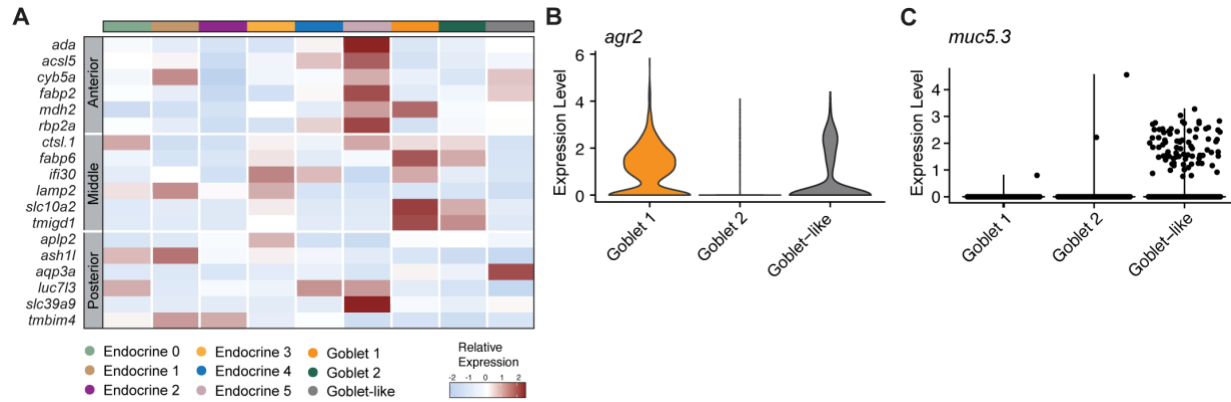 A
Anterior
ada
acsl5
cyb5a
fabp2
mdh2
rbp2a
Middle
ctsl.1
fabp6
ifi30
lamp2
slc10a2
tmigd1
Posterior
aplp2
ash1l
aqp3a
luc7l3
slc39a9
tmbim4
Endocrine 0
Endocrine 1
Endocrine 2
Endocrine 3
Endocrine 4
Endocrine 5
Goblet 1
Goblet 2
Goblet-like
Relative
Expression
-2 -1 0 1 2
B
agr2
Expression Level
6
4
2
0
Goblet 1
Goblet 2
Goblet-like
C
muc5.3
Expression Level
4
3
2
1
0
Goblet 1
Goblet 2
Goblet-like